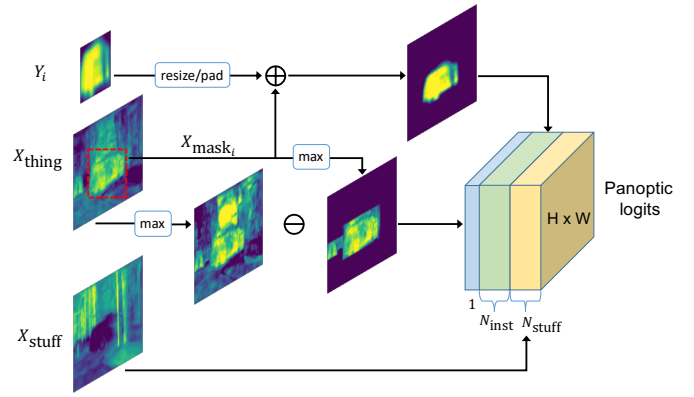 Y_i
resize/pad
⊕
X_thing
X_mask_i
max
max
⊖
H x W
Panoptic
logits
1
N_inst
N_stuff
X_stuff